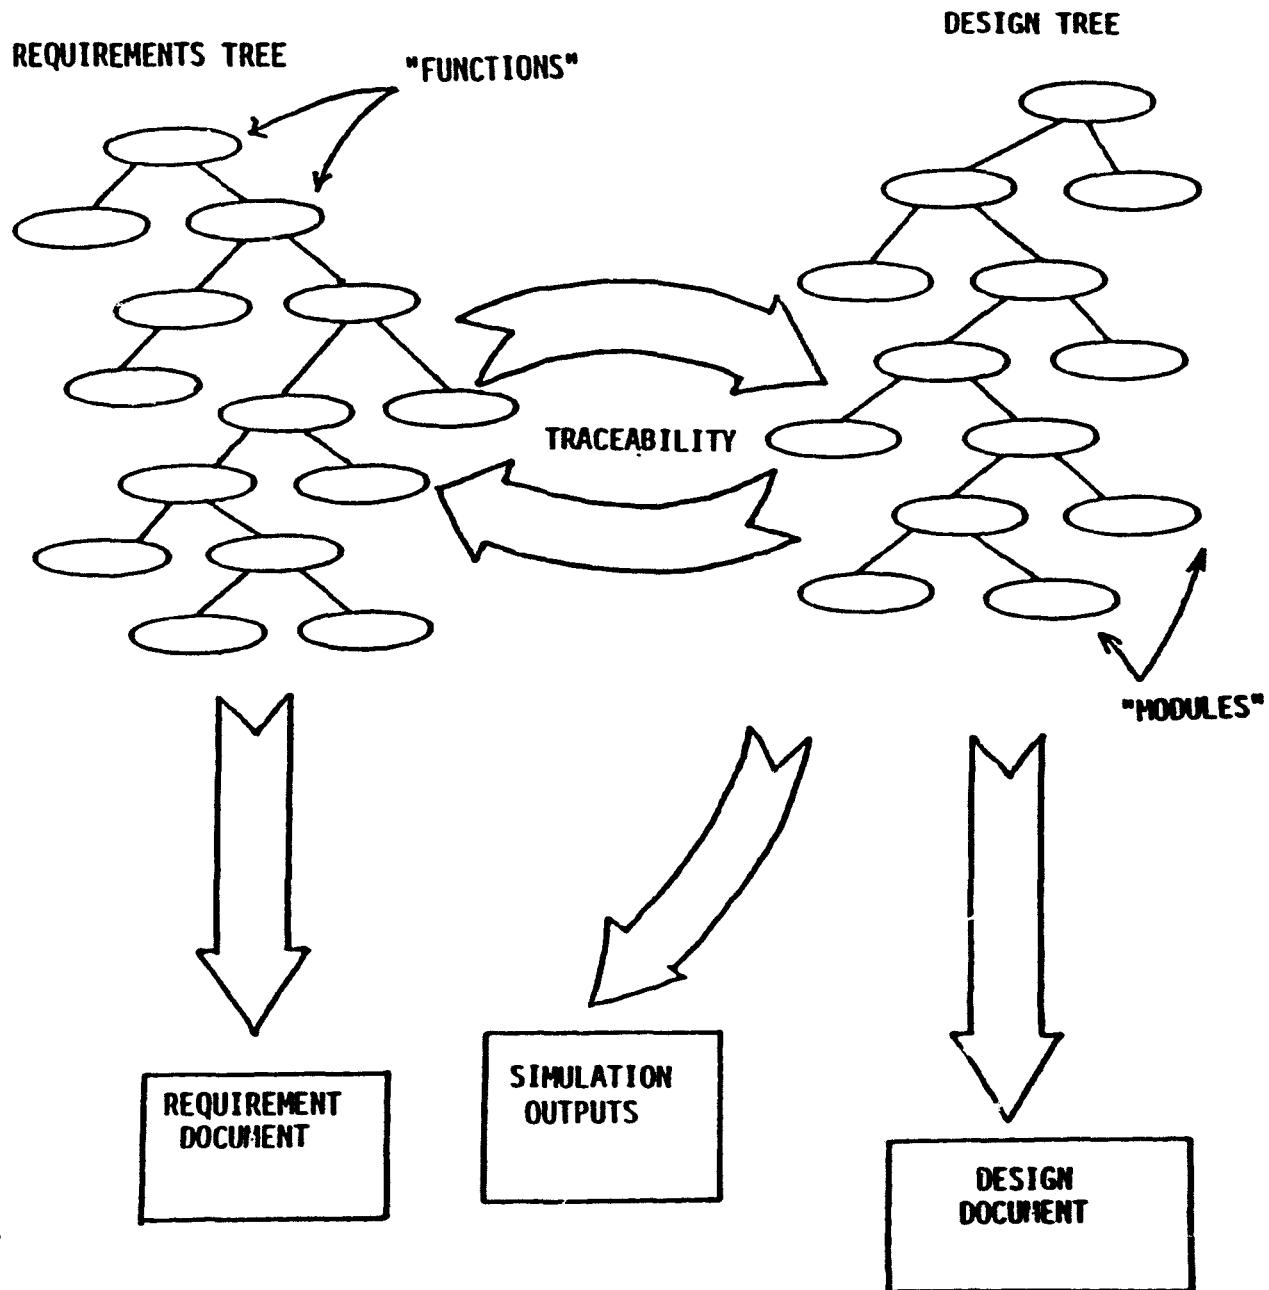 DESIGN TREE
REQUIREMENTS TREE
"FUNCTIONS"
TRACEABILITY
"MODULES"
SIMULATION
OUTPUTS
REQUIREMENT
DOCUMENT
DESIGN
DOCUMENT